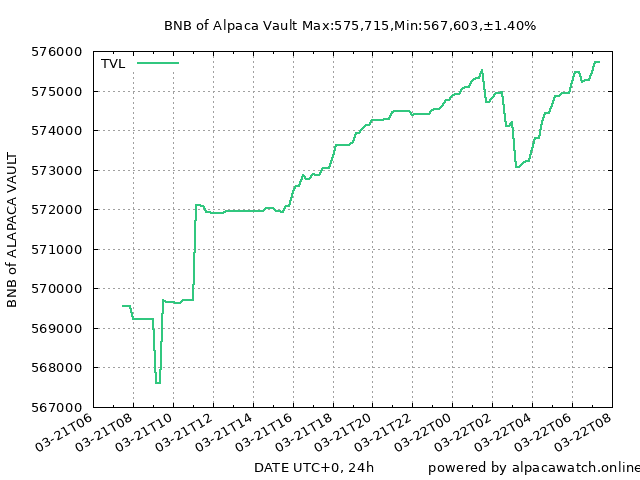 BNB of Alpaca Vault Max:575,715,Min:567,603,±1.40%
TVL
576000
575000
574000
573000
572000
571000
570000
569000
568000
567000
BNB of ALAPACA VAULT
03-21T06
03-21T08
03-21T10
03-21T12
03-21T14
03-21T16
03-21T18
03-21T20
03-21T22
03-22T00
03-22T02
03-22T04
03-22T06
03-22T08
DATE UTC+0, 24h
powered by alpacawatch.online